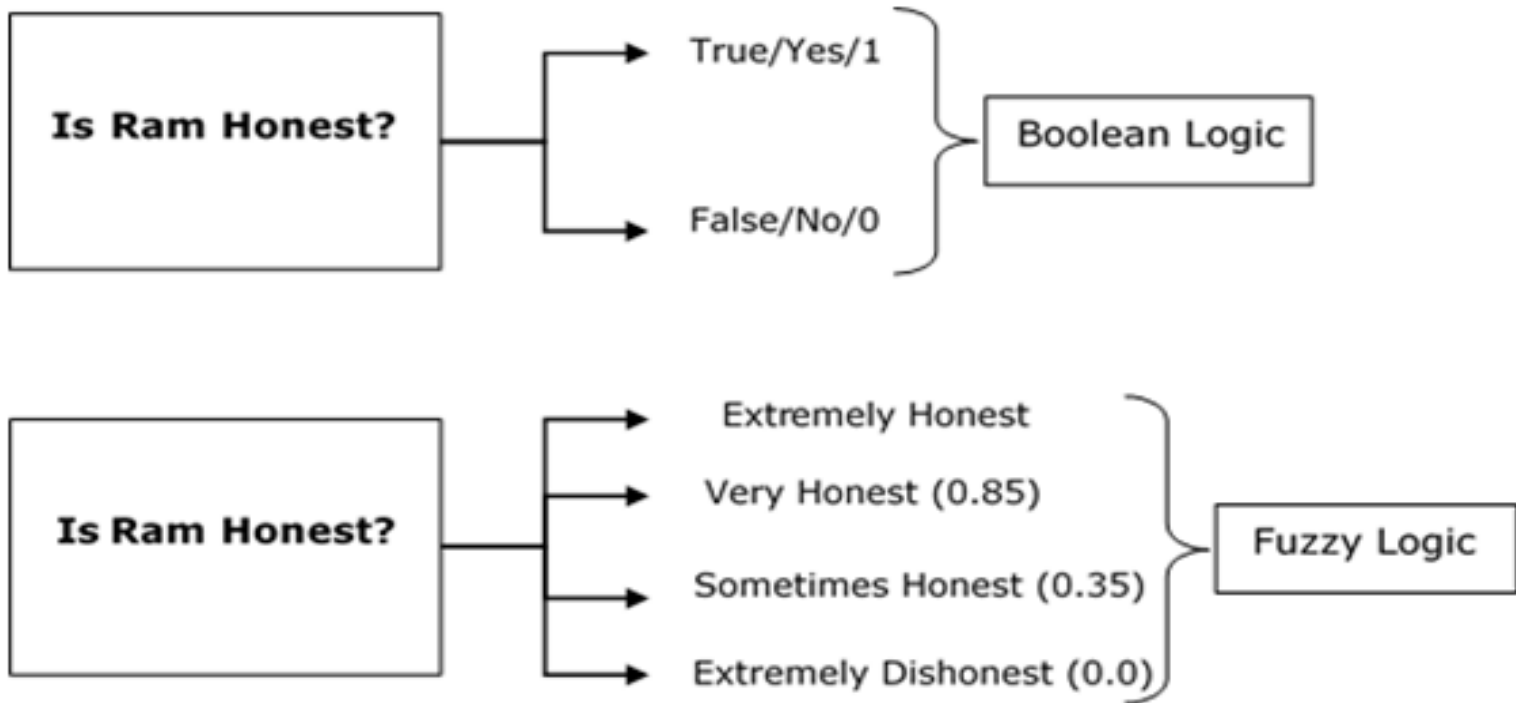 Is Ram Honest?
True/Yes/1
False/No/0
Boolean Logic
Is Ram Honest?
Extremely Honest
Very Honest (0.85)
Sometimes Honest (0.35)
Extremely Dishonest (0.0)
Fuzzy Logic